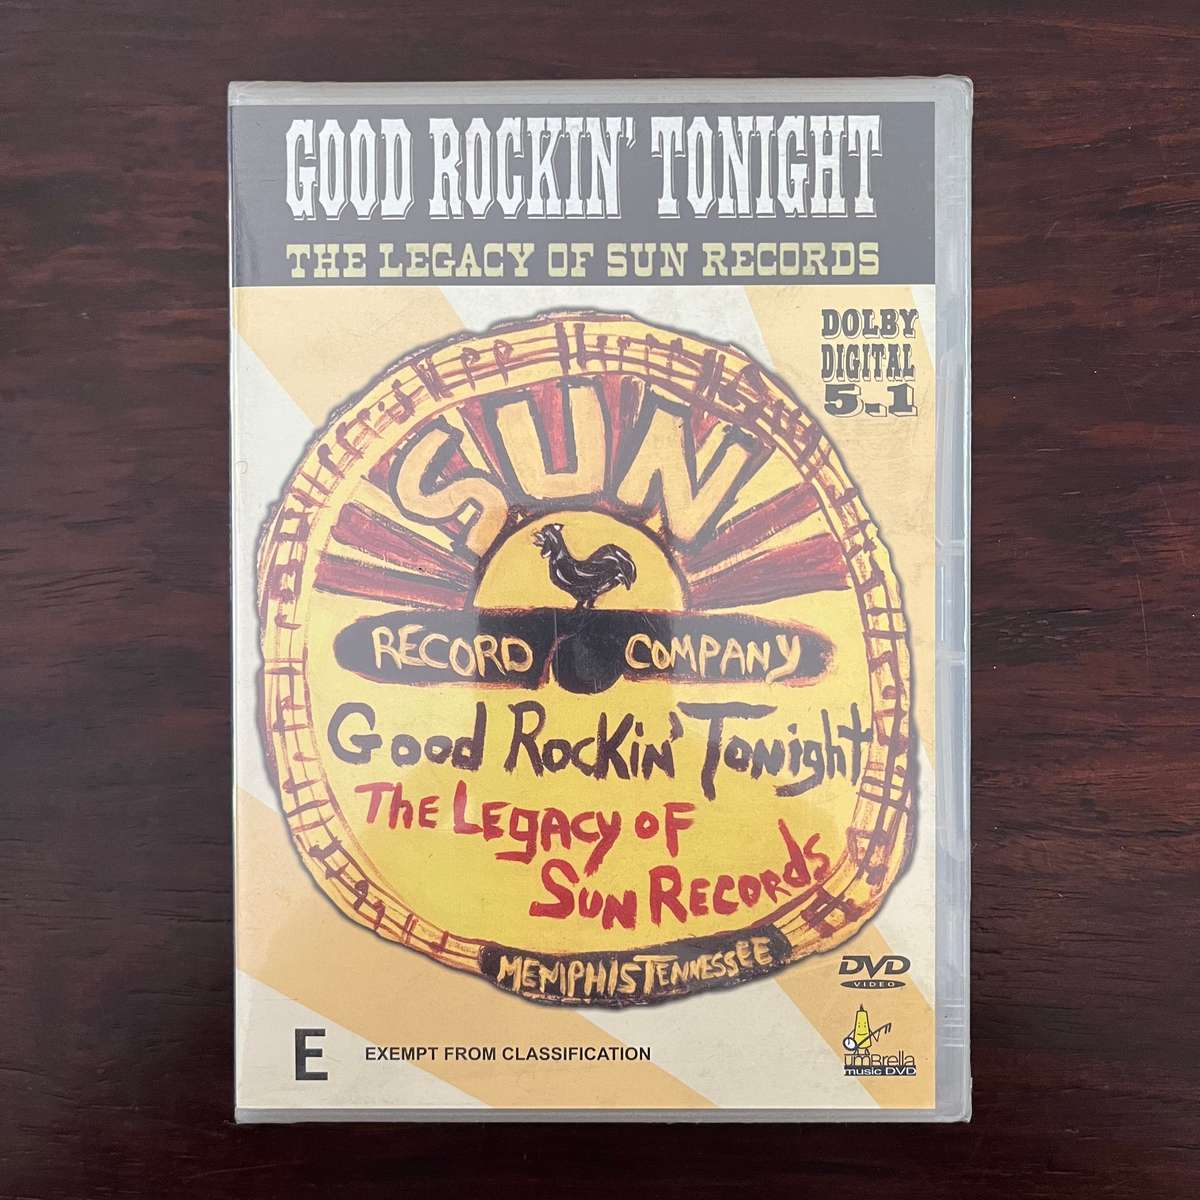 GOOD ROCKIN' TONIGHT
THE LEGACY OF SUN RECORDS
DOLBY
DIGITAL
5.1
SUN
RECORD COMPANY
Good Rockin' Tonight
The Legacy of
Sun Records
MEMPHIS TENNESSEE
DVD
VIDEO
E EXEMPT FROM CLASSIFICATION
umBrella
music DVD